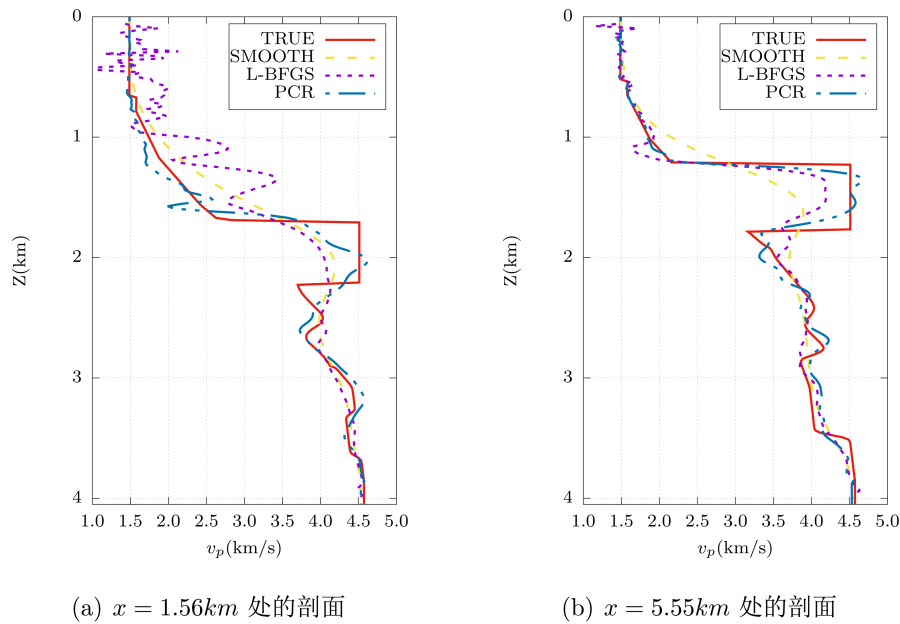 0
1
2
3
4
Z(km)
1.0 1.5 2.0 2.5 3.0 3.5 4.0 4.5 5.0
v_p(km/s)
TRUE
SMOOTH
L-BFGS
PCR
(a) x = 1.56km 处的剖面
0
1
2
3
4
Z(km)
1.0 1.5 2.0 2.5 3.0 3.5 4.0 4.5 5.0
v_p(km/s)
TRUE
SMOOTH
L-BFGS
PCR
(b) x = 5.55km 处的剖面